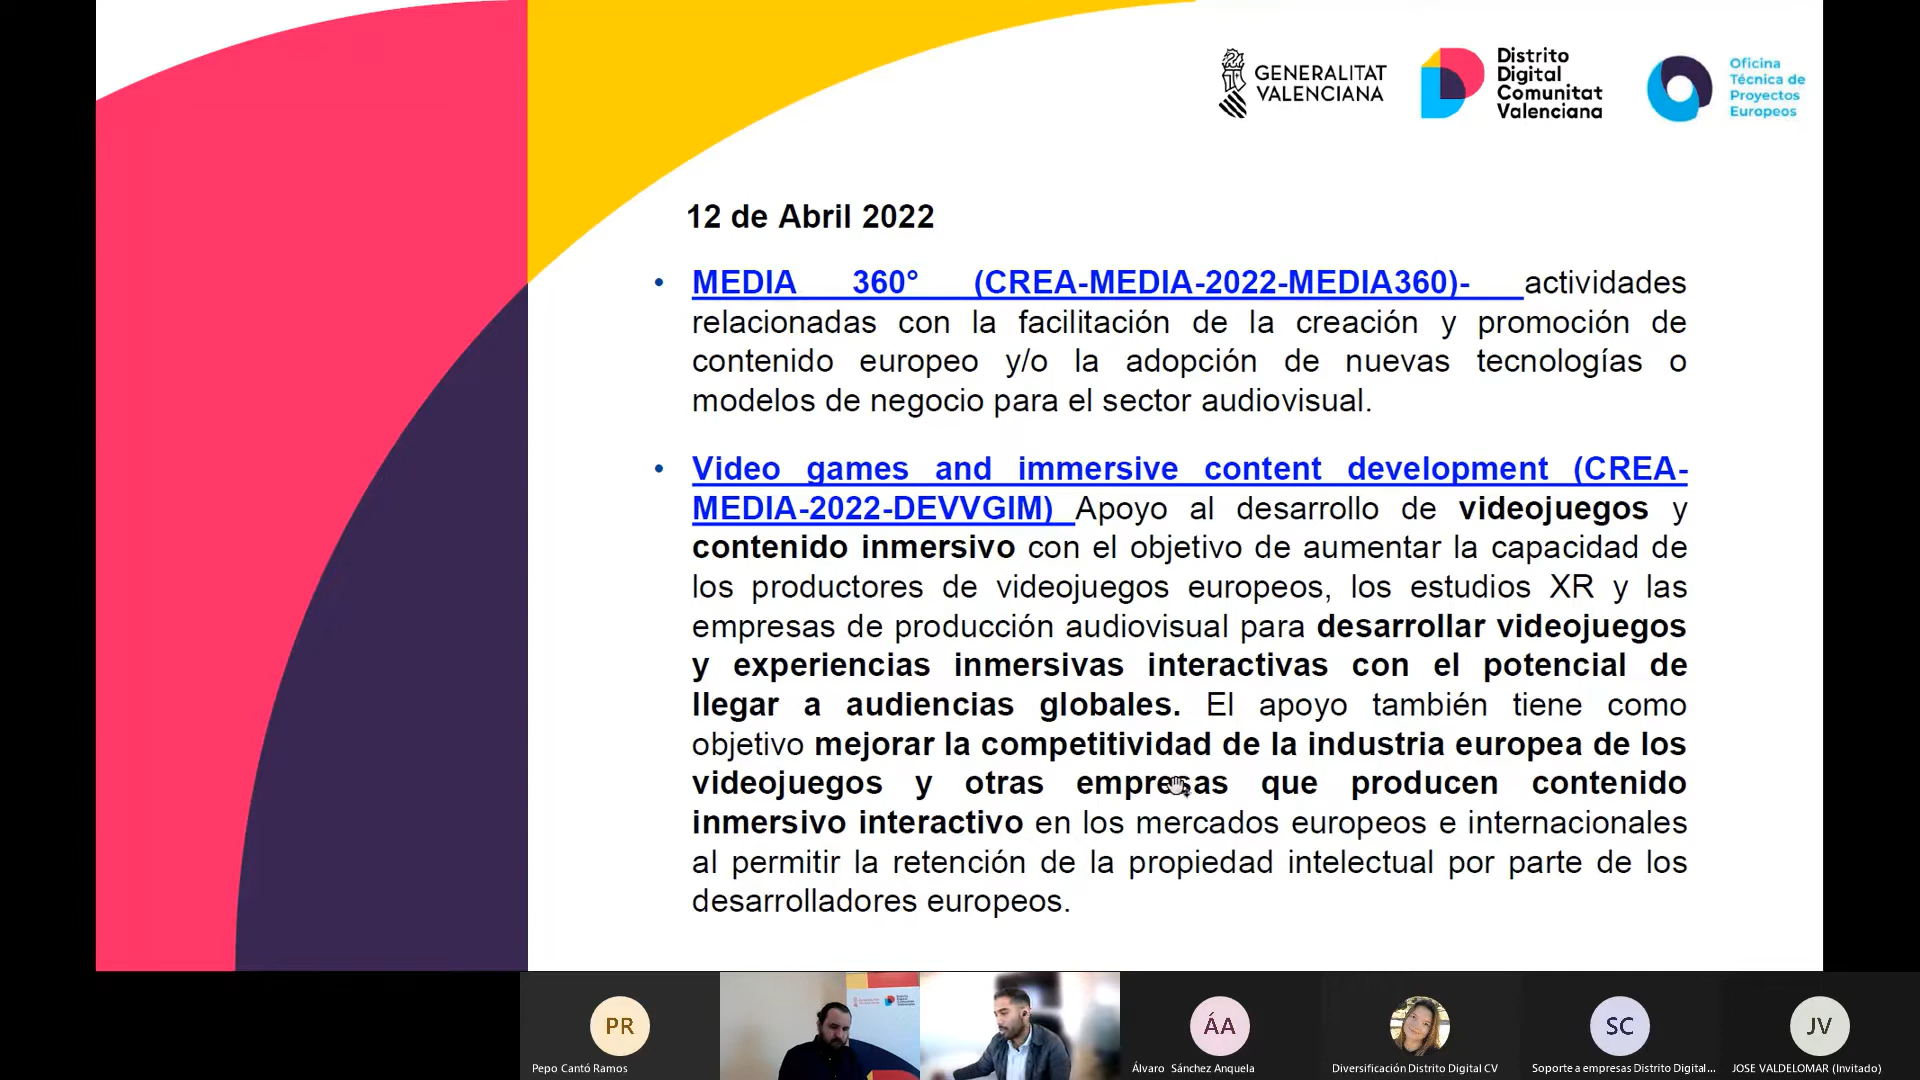 GENERALITAT
VALENCIANA
Distrito
Digital
Comunitat
Valenciana
Oficina
Técnica de
Proyectos
Europeos
12 de Abril 2022
• MEDIA 360° (CREA-MEDIA-2022-MEDIA360)- actividades
relacionadas con la facilitación de la creación y promoción de
contenido europeo y/o la adopción de nuevas tecnologías o
modelos de negocio para el sector audiovisual.
• Video games and immersive content development (CREA-
MEDIA-2022-DEVVGIM) Apoyo al desarrollo de videojuegos y
contenido inmersivo con el objetivo de aumentar la capacidad de
los productores de videojuegos europeos, los estudios XR y las
empresas de producción audiovisual para desarrollar videojuegos
y experiencias inmersivas interactivas con el potencial de
llegar a audiencias globales. El apoyo también tiene como
objetivo mejorar la competitividad de la industria europea de los
videojuegos y otras empresas que producen contenido
inmersivo interactivo en los mercados europeos e internacionales
al permitir la retención de la propiedad intelectual por parte de los
desarrolladores europeos.
PR
Pepo Cantó Ramos
ÁA
Álvaro Sánchez Anquela
Diversificación Distrito Digital CV
SC
Soporte a empresas Distrito Digital...
JV
JOSE VALDELOMAR (Invitado)